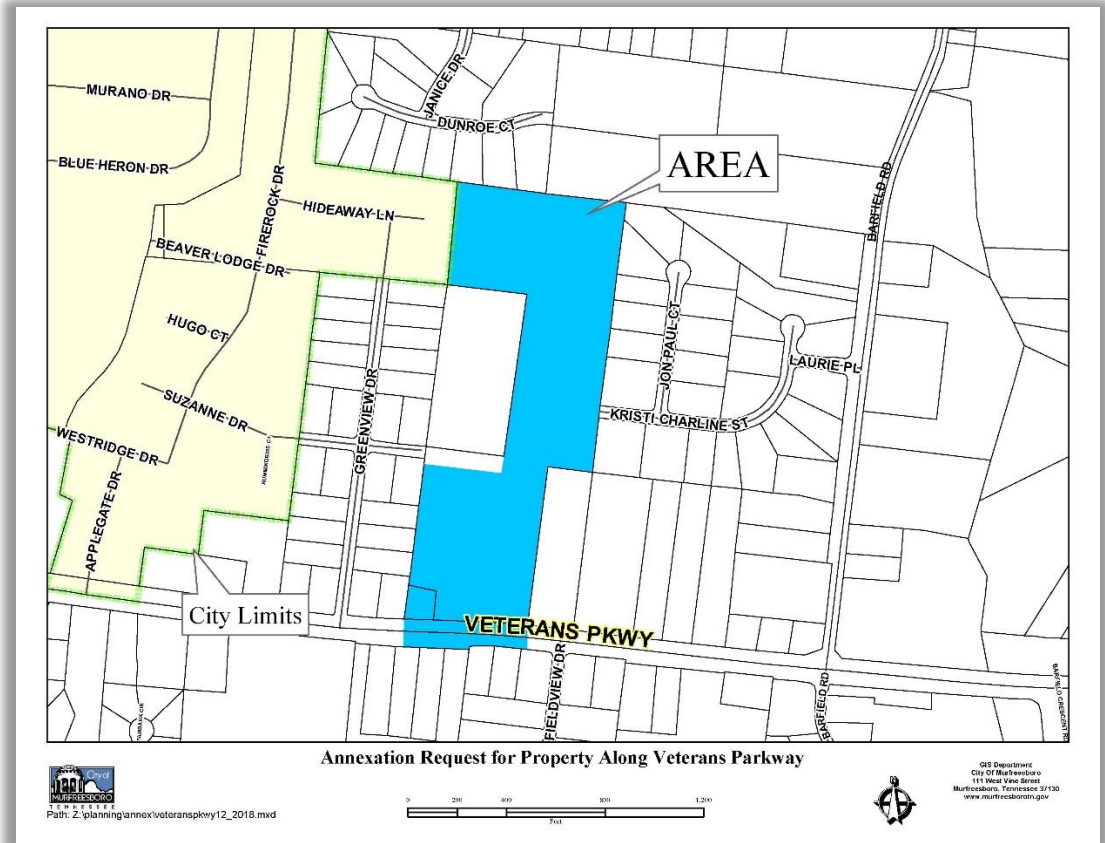 JANICE DR
MURANO DR
DUNROE CT
BLUE HERON DR
AREA
FIREROCK DR
BARFIELD RD
HIDEAWAY LN
BEAVER LODGE DR
HUGO CT
JON PAUL CT
LAURIE PL
SUZANNE DR
GREENVIEW DR
KRISTI CHARLINE ST
WESTRIDGE DR
APPLEGATE DR
City Limits
VETERANS PKWY
FIELDVIEW DR
BARFIELD RD
BARFIELD CRESCENT RD
Annexation Request for Property Along Veterans Parkway
City of
MURFREESBORO
TENNESSEE
Path: Z:\planning\annex\veteranspkwy12_2018.mxd
0 200 400 800 1,200
Feet
GIS Department
City Of Murfreesboro
111 West Vine Street
Murfreesboro, Tennessee 37130
www.murfreesborotn.gov